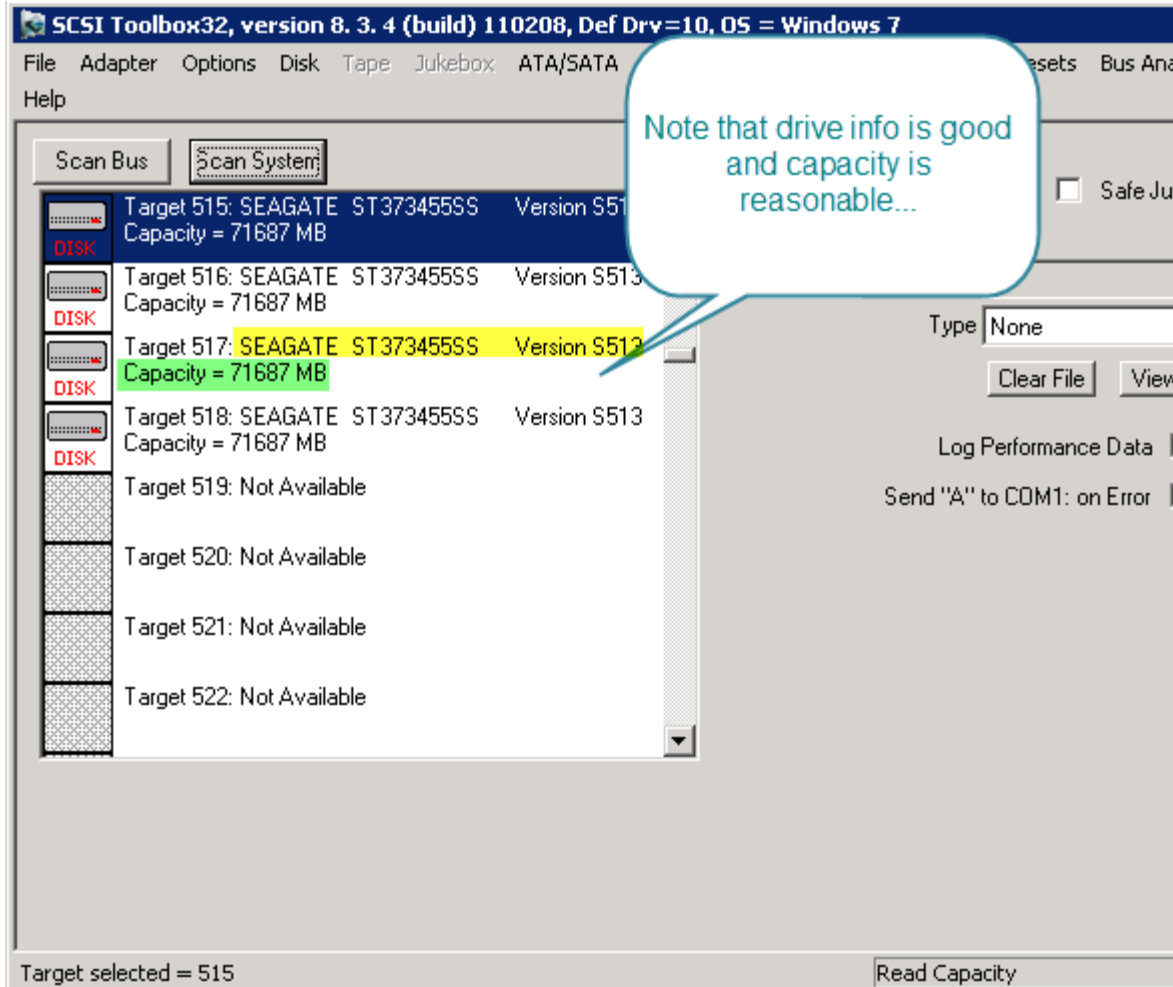 SCSI Toolbox32, version 8. 3. 4 (build) 110208, Def Drv=10, OS = Windows 7
File Adapter Options Disk Tape Jukebox ATA/SATA Bus
Help
Note that drive info is good
and capacity is
reasonable...
Scan Bus Scan System
Safe
Target 515: SEAGATE ST373455SS Version
Capacity = 71687 MB
DISK
Target 516: SEAGATE ST373455SS Version S513
Capacity = 71687 MB
DISK
Target 517: SEAGATE ST373455SS Version S513
Capacity = 71687 MB
DISK
Target 518: SEAGATE ST373455SS Version S513
Capacity = 71687 MB
DISK
Target 519: Not Available
Target 520: Not Available
Target 521: Not Available
Target 522: Not Available
Type None
Clear File View
Log Performance Data
Send "A" to COM1: on Error
Target selected = 515
Read Capacity